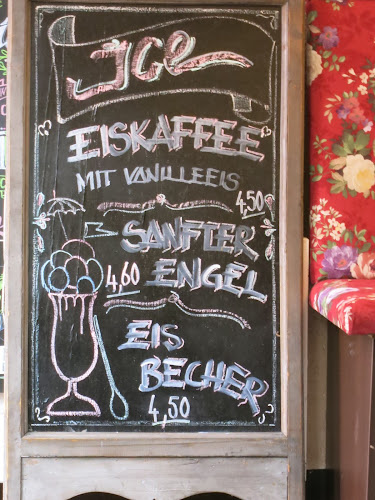 ICE
EISKAFFEE
MIT VANILLEEIS
4,50
SANFTER
4,60 ENGEL
EIS
BECHER
4,50